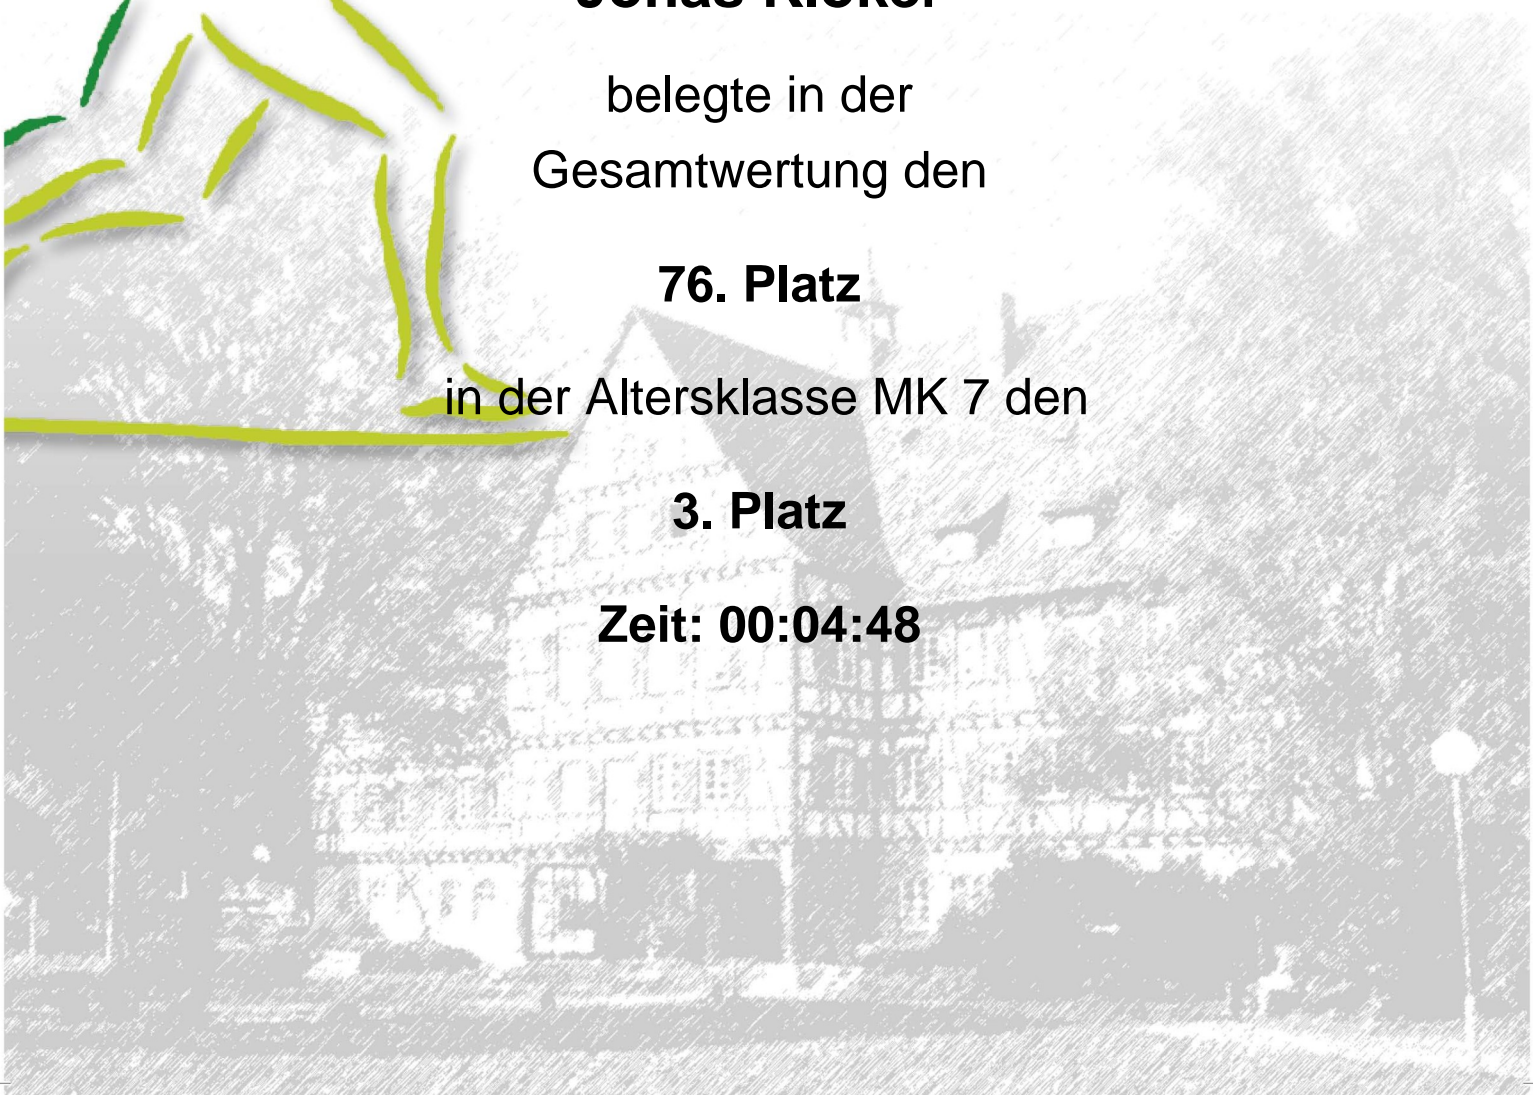 Jonas
belegte in der
Gesamtwertung den
76. Platz
in der Altersklasse MK 7 den
3. Platz
Zeit: 00:04:48